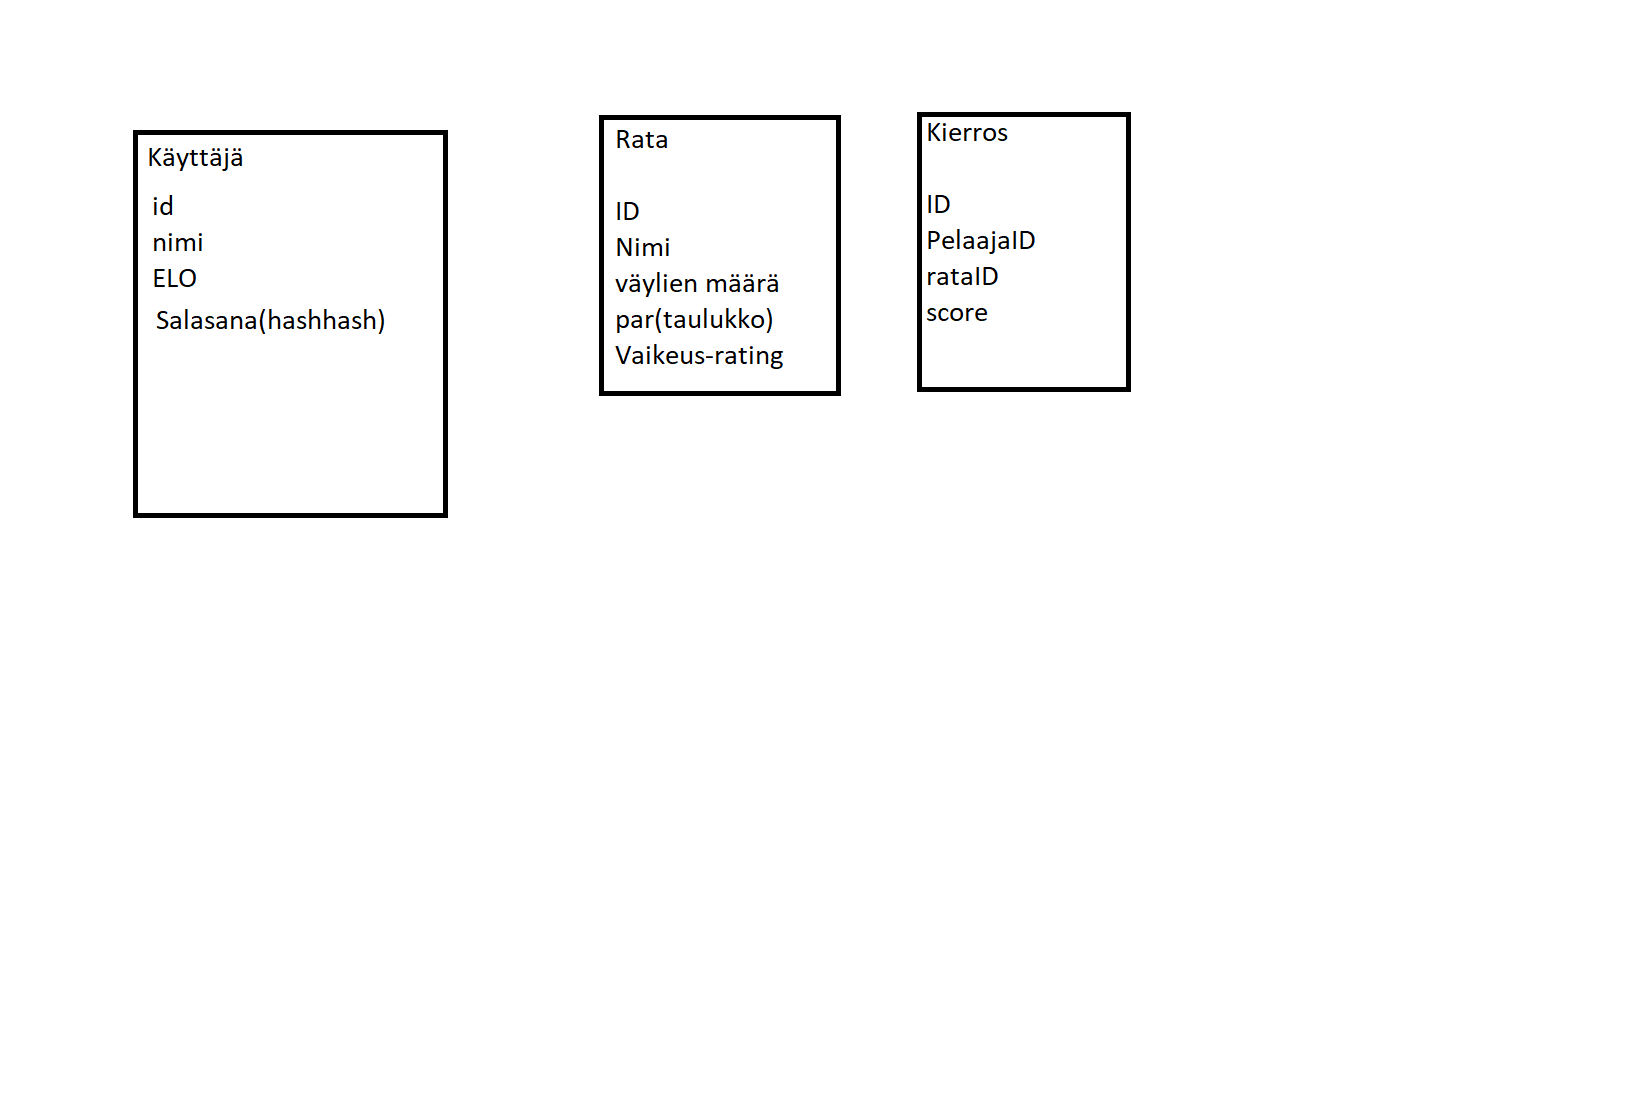 Käyttäjä
id
nimi
ELO
Salasana(hashhash)
Rata
ID
Nimi
väylien määrä
par(taulukko)
Vaikeus-rating
Kierros
ID
PelaajaID
rataID
score